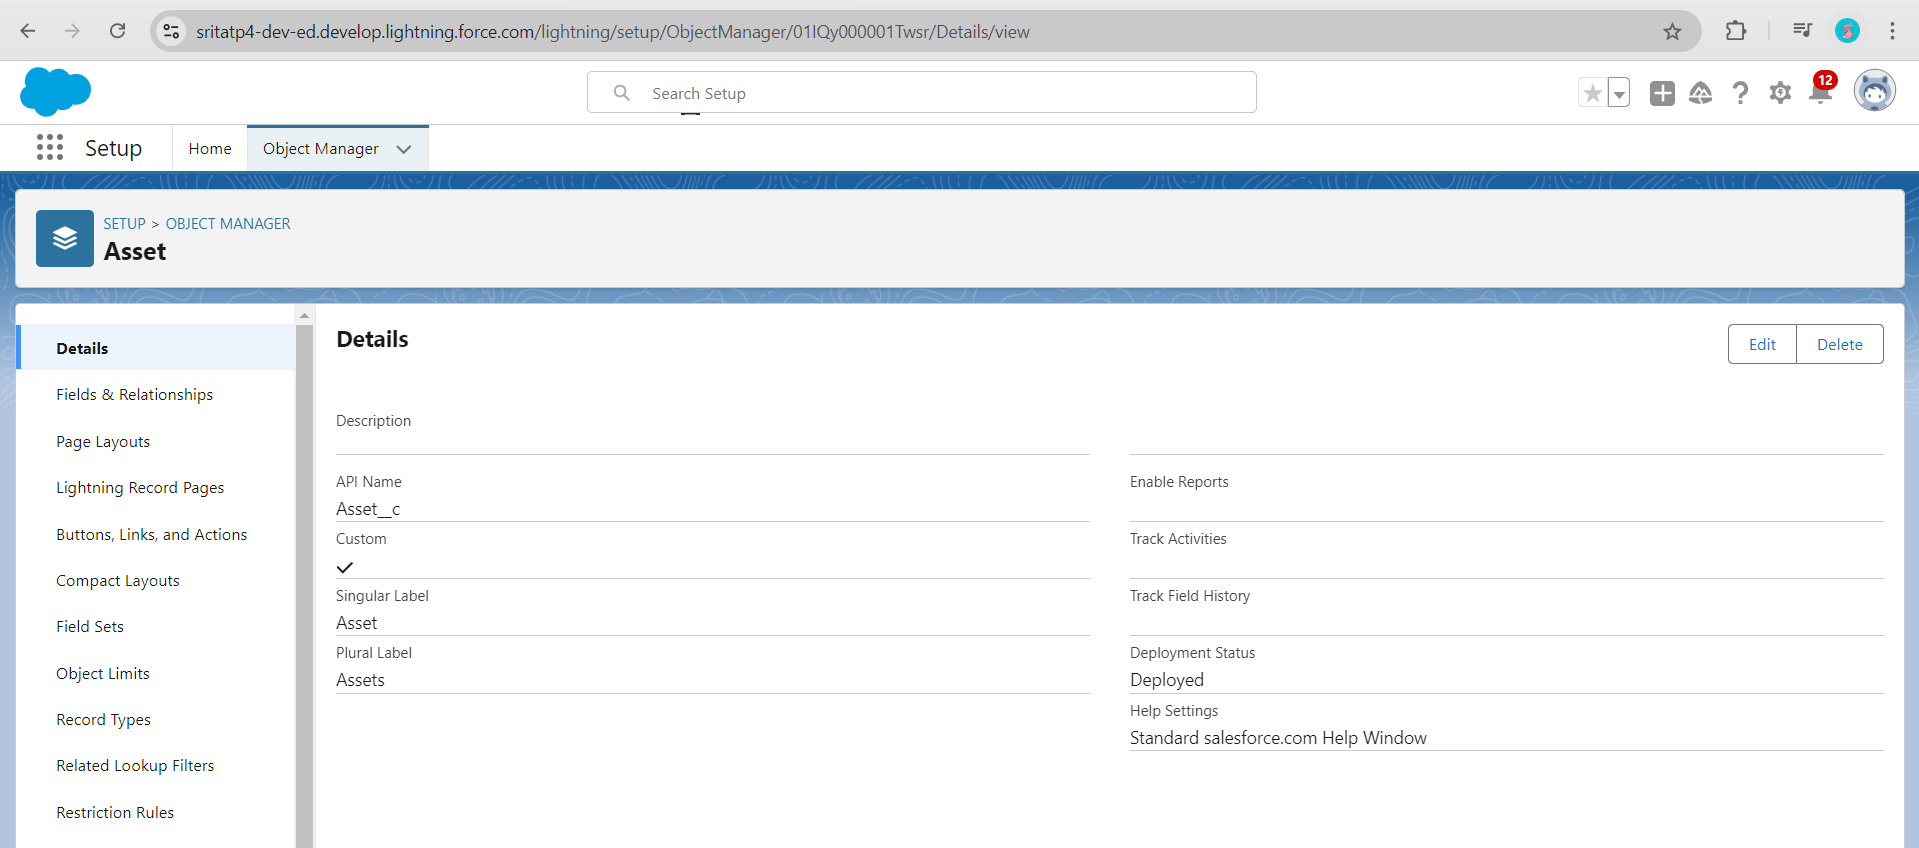 sritatp4-dev-ed.develop.lightning.force.com/lightning/setup/ObjectManager/01IQy000001Twsr/Details/view
Search Setup
12
Setup
Home
Object Manager
SETUP > OBJECT MANAGER
Asset
Details
Fields & Relationships
Page Layouts
Lightning Record Pages
Buttons, Links, and Actions
Compact Layouts
Field Sets
Object Limits
Record Types
Related Lookup Filters
Restriction Rules
Details
Edit
Delete
Description
API Name
Asset__c
Custom
Singular Label
Asset
Plural Label
Assets
Enable Reports
Track Activities
Track Field History
Deployment Status
Deployed
Help Settings
Standard salesforce.com Help Window